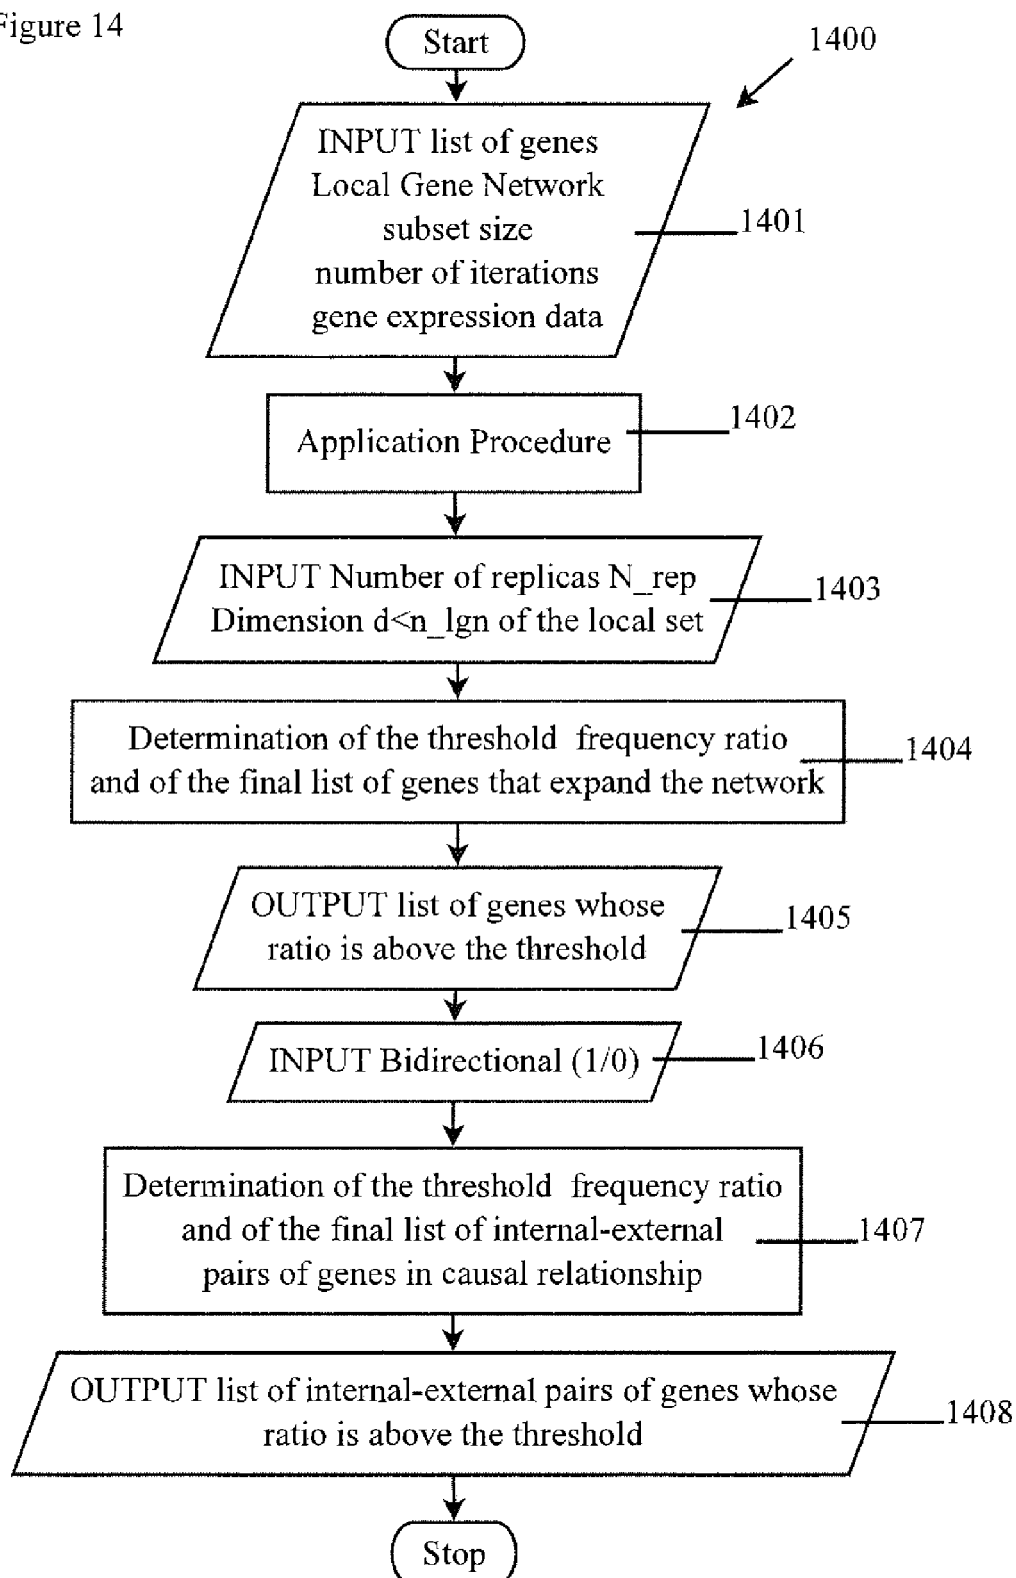 Figure 14
Start
1400
INPUT list of genes
Local Gene Network
subset size
number of iterations
gene expression data
1401
Application Procedure
1402
INPUT Number of replicas N_rep
Dimension d<n_lgn of the local set
1403
Determination of the threshold frequency ratio
and of the final list of genes that expand the network
1404
OUTPUT list of genes whose
ratio is above the threshold
1405
INPUT Bidirectional (1/0)
1406
Determination of the threshold frequency ratio
and of the final list of internal-external
pairs of genes in causal relationship
1407
OUTPUT list of internal-external pairs of genes whose
ratio is above the threshold
1408
Stop